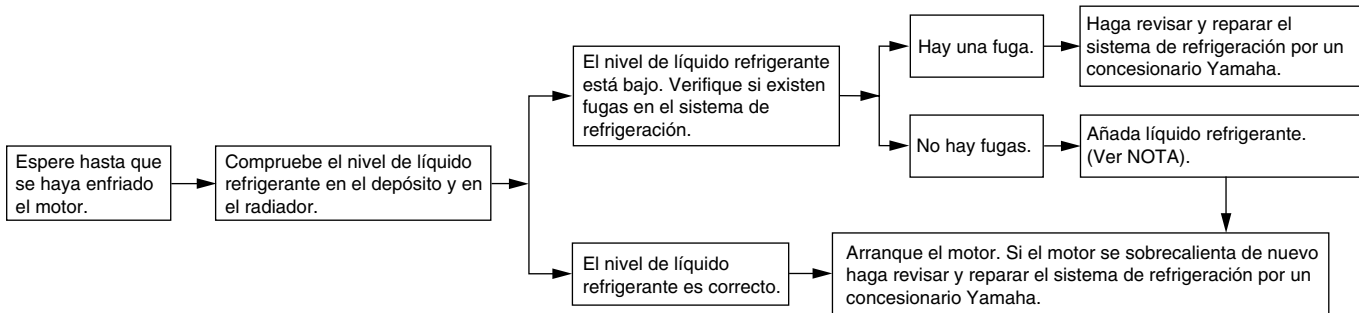 Espere hasta que
se haya enfriado
el motor.
Compruebe el nivel de líquido
refrigerante en el depósito y en
el radiador.
El nivel de líquido refrigerante
está bajo. Verifique si existen
fugas en el sistema de
refrigeración.
Hay una fuga.
Haga revisar y reparar el
sistema de refrigeración por un
concesionario Yamaha.
No hay fugas.
Añada líquido refrigerante.
(Ver NOTA).
El nivel de líquido
refrigerante es correcto.
Arranque el motor. Si el motor se sobrecalienta de nuevo
haga revisar y reparar el sistema de refrigeración por un
concesionario Yamaha.